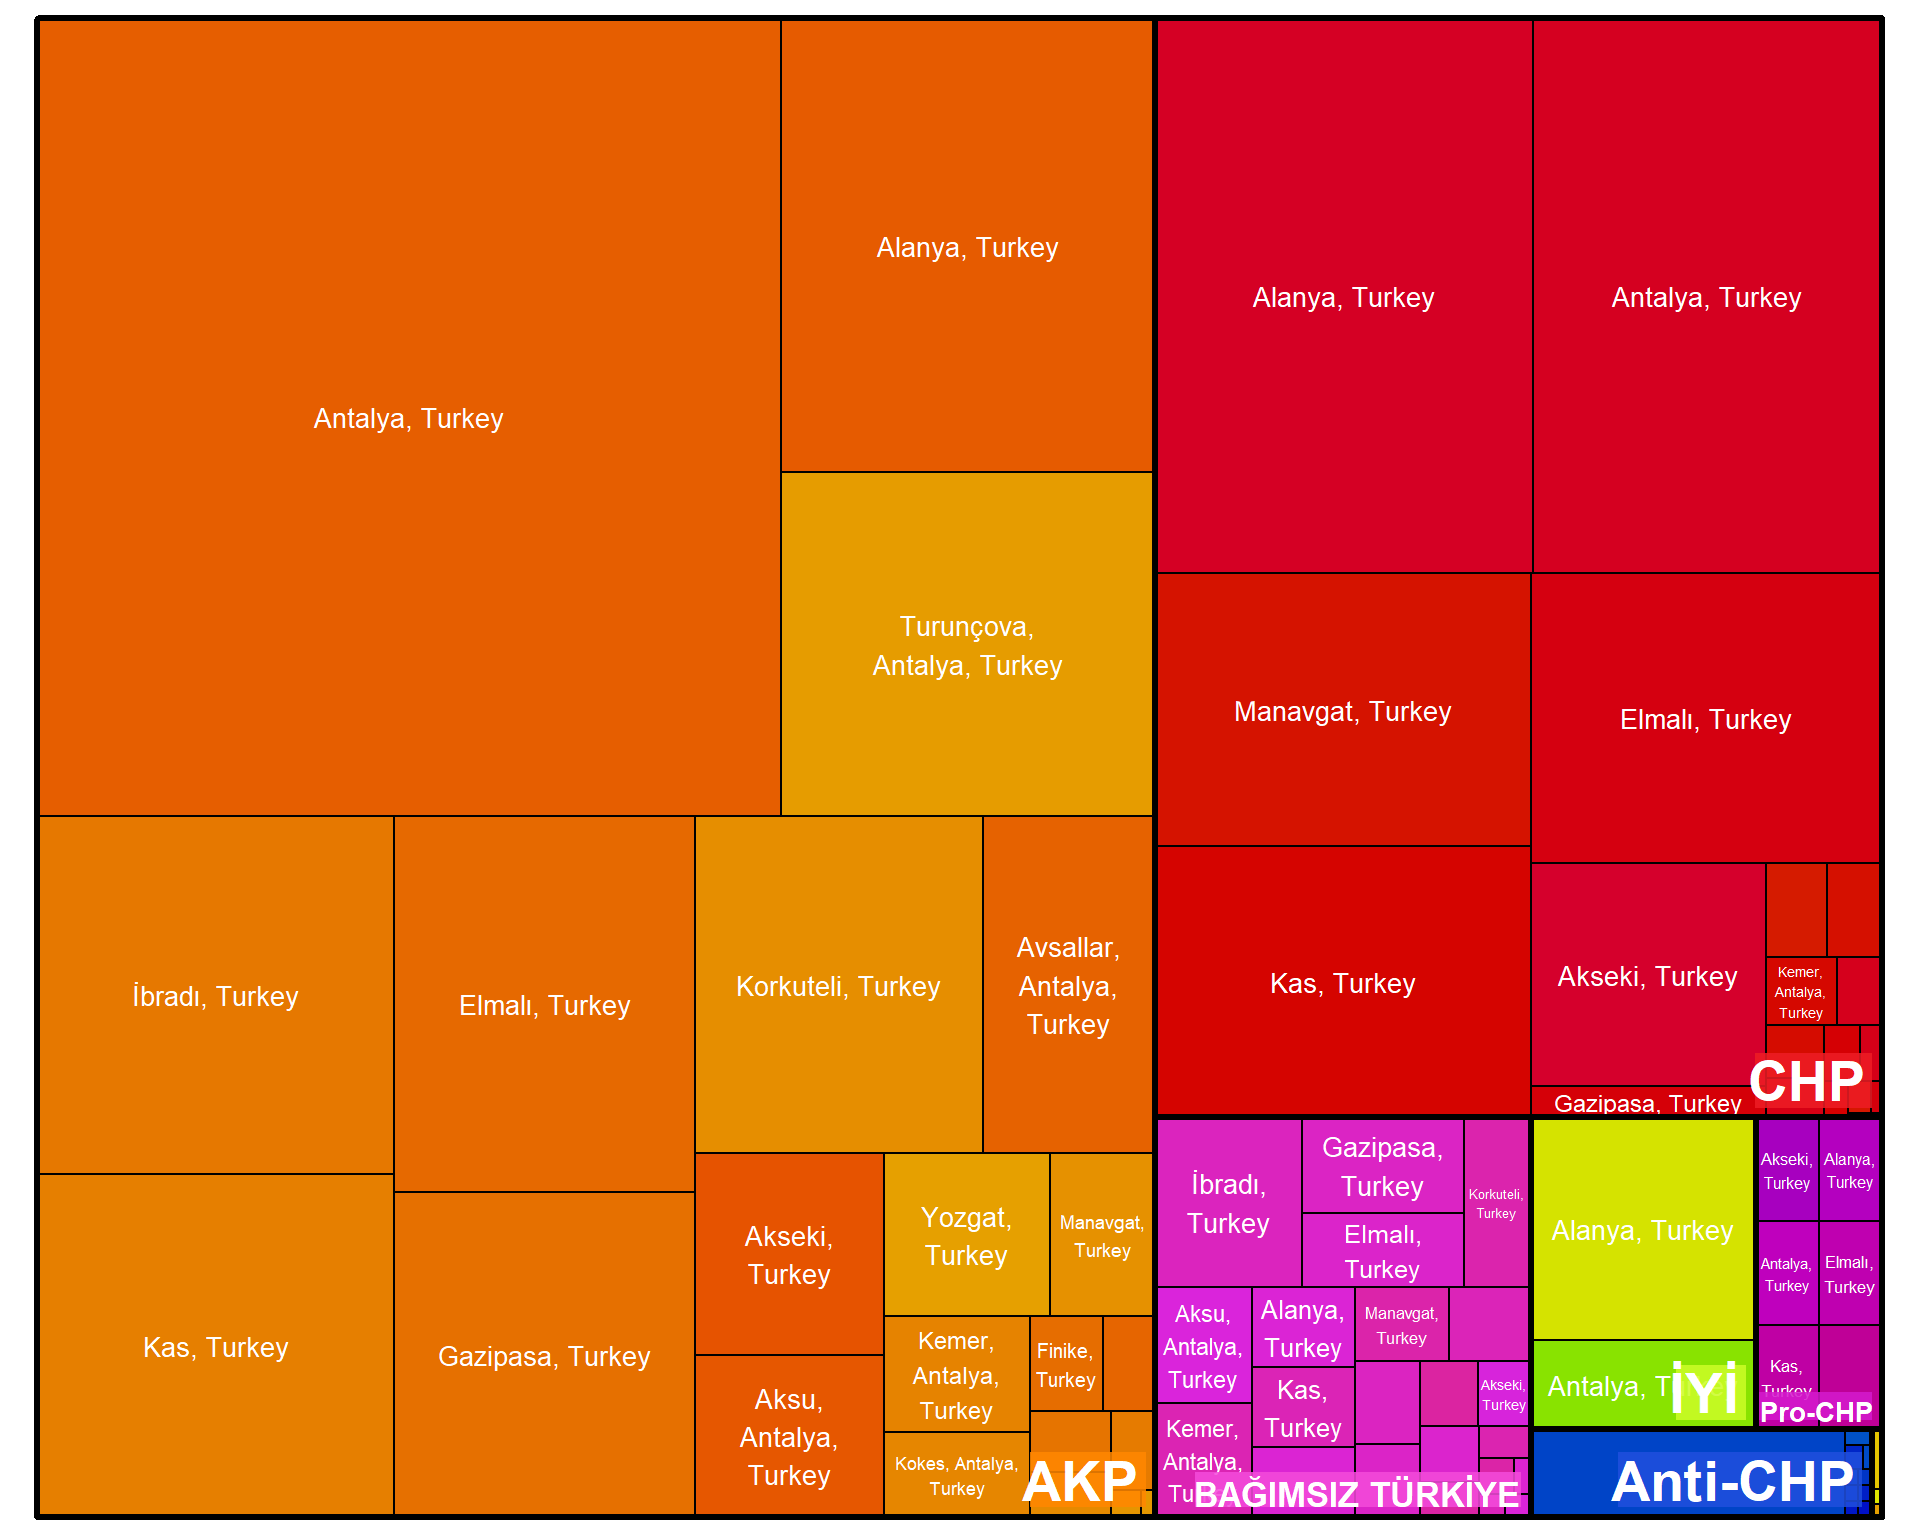 Antalya, Turkey
Alanya, Turkey
Turunçova,
Antalya, Turkey
İbradı, Turkey
Elmalı, Turkey
Korkuteli, Turkey
Avsallar,
Antalya,
Turkey
Kas, Turkey
Gazipasa, Turkey
Akseki,
Turkey
Aksu,
Antalya,
Turkey
Yozgat,
Turkey
Manavgat,
Turkey
Kemer,
Antalya,
Turkey
Finike,
Turkey
Kokes, Antalya,
Turkey
AKP
Alanya, Turkey
Antalya, Turkey
Manavgat, Turkey
Elmalı, Turkey
Kas, Turkey
Akseki, Turkey
Kemer,
Antalya,
Turkey
Gazipasa, Turkey
CHP
İbradı,
Turkey
Gazipasa,
Turkey
Elmalı,
Turkey
Korkuteli,
Turkey
Aksu,
Antalya,
Turkey
Alanya,
Turkey
Manavgat,
Turkey
Kas,
Turkey
Akseki,
Turkey
Kemer,
Antalya,
BAĞIMSIZ TÜRKİYE
Alanya, Turkey
Antalya, Turkey
İYİ
Akseki,
Turkey
Alanya,
Turkey
Antalya,
Turkey
Elmalı,
Turkey
Kas,
Turkey
Pro-CHP
Anti-CHP